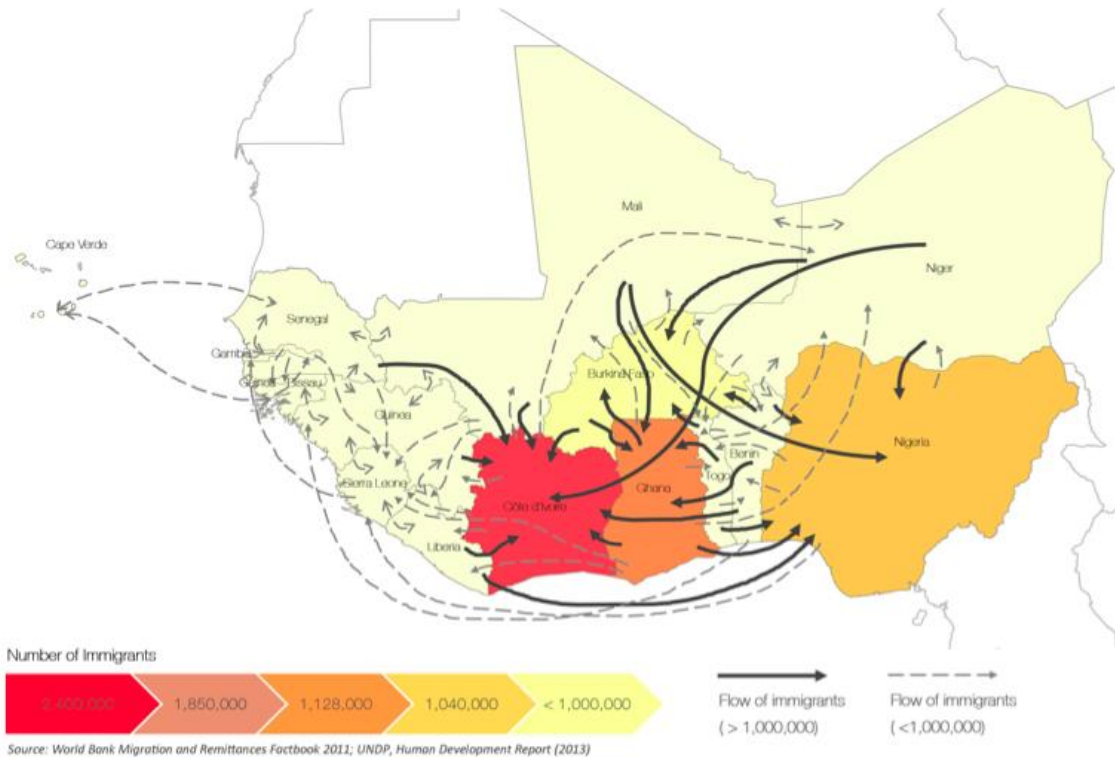 Mali
Cape Verde
Niger
Senegal
Gambia
Guinea Bissau
Burkina Faso
Guinea
Nigeria
Benin
Togo
Sierra Leone
Ghana
Côte d'Ivoire
Liberia
Number of Immigrants
2,400,000
1,850,000
1,128,000
1,040,000
< 1,000,000
Flow of immigrants
( > 1,000,000)
Flow of immigrants
( <1,000,000)
Source: World Bank Migration and Remittances Factbook 2011; UNDP, Human Development Report (2013)